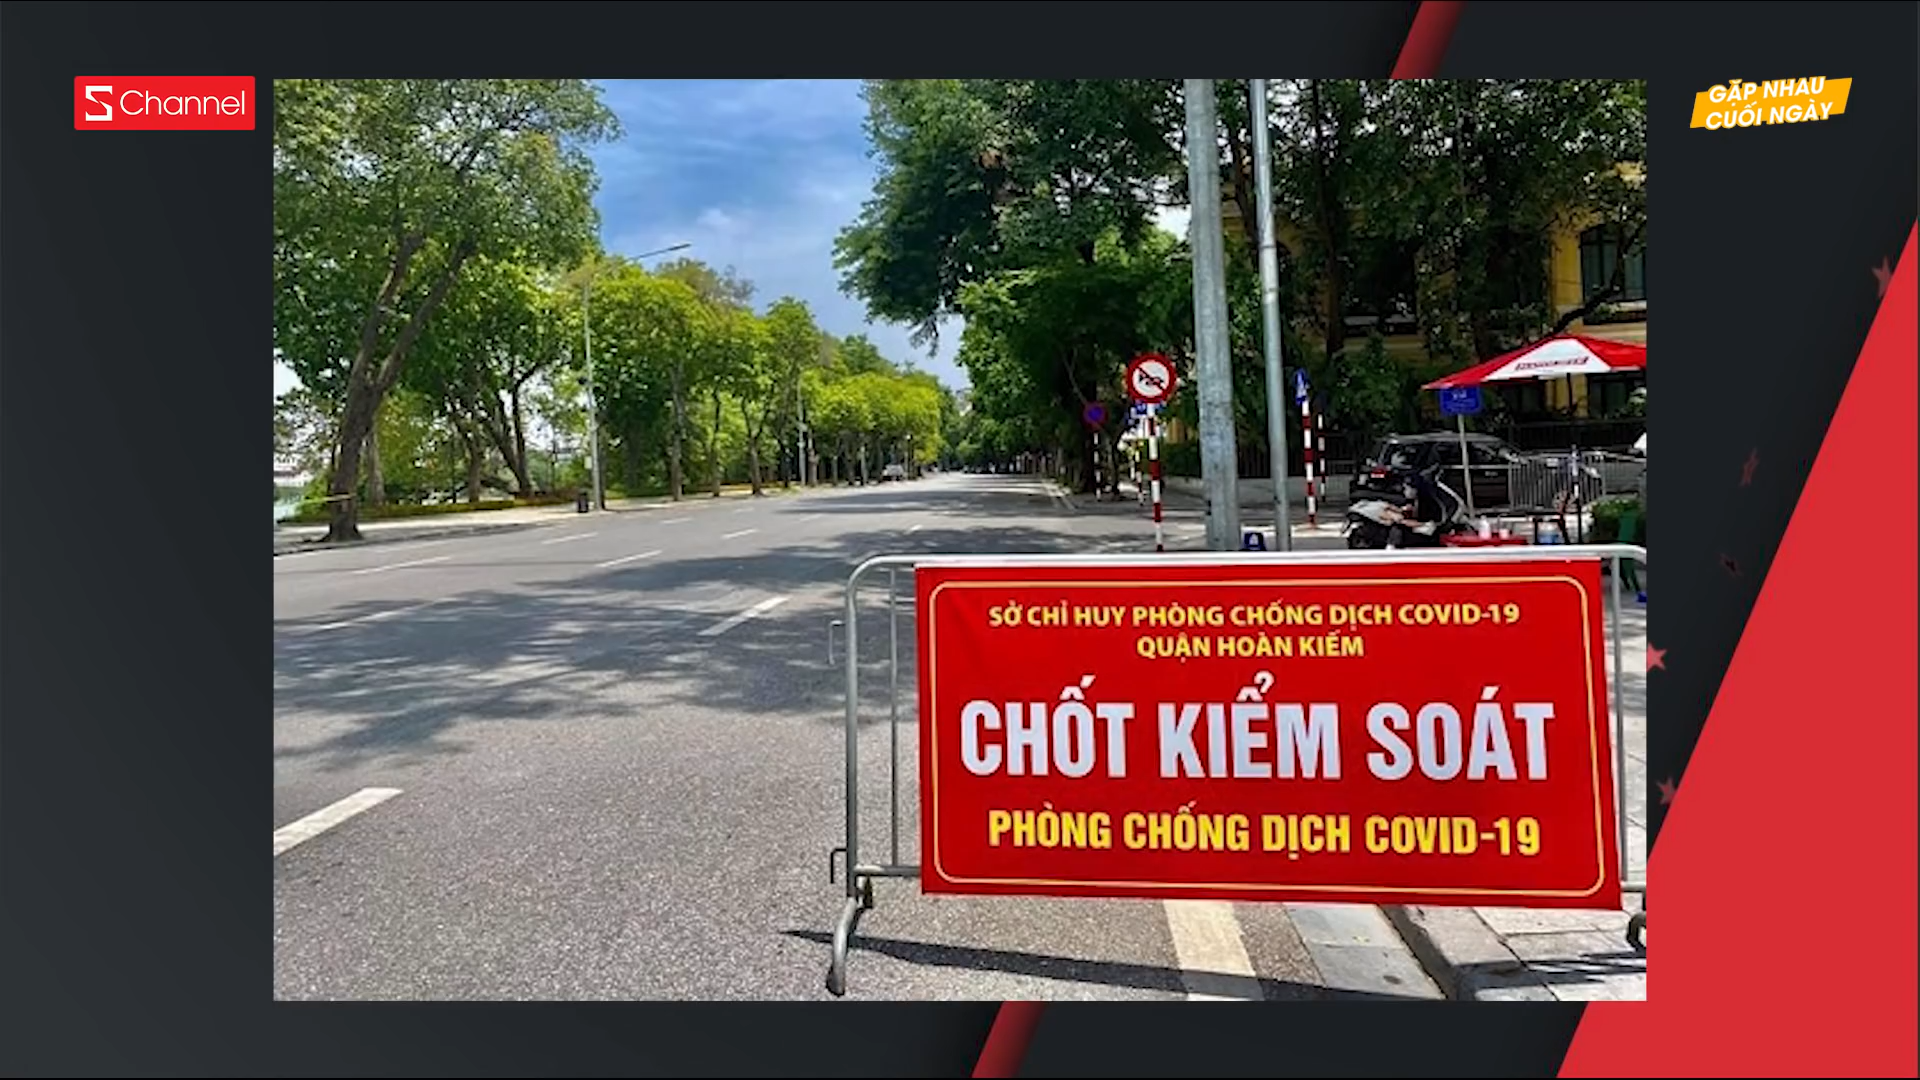 S Channel
GẶP NHAU
CUỐI NGÀY
SỞ CHỈ HUY PHÒNG CHỐNG DỊCH COVID-19
QUẬN HOÀN KIẾM
CHỐT KIỂM SOÁT
PHÒNG CHỐNG DỊCH COVID-19